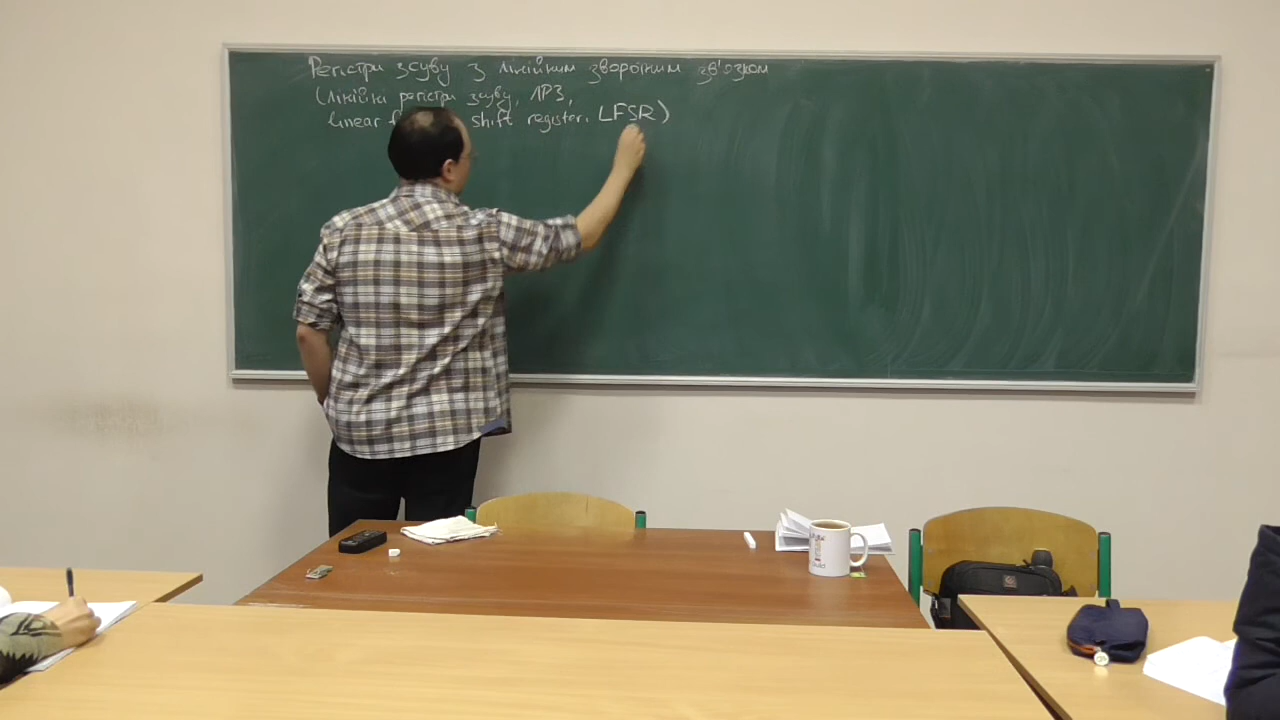 Регістри зсуву з лінійним зворотним зв'язком
(лінійні регістри зсуву, ЛРЗ,
linear shift register, LFSR)